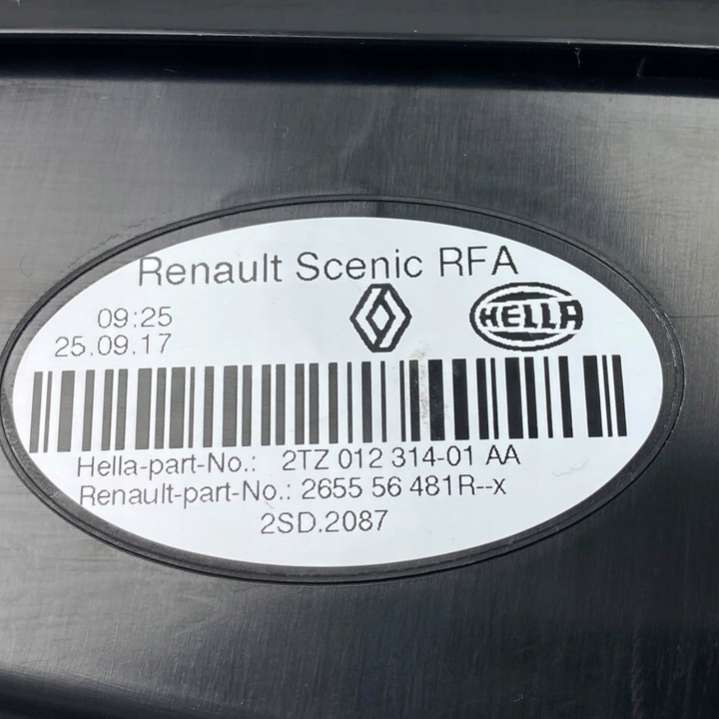 Renault Scenic RFA
09:25
25.09.17
HELLA
Hella-part-No.: 2TZ 012 314-01 AA
Renault-part-No.: 2655 56 481R--x
2SD.2087